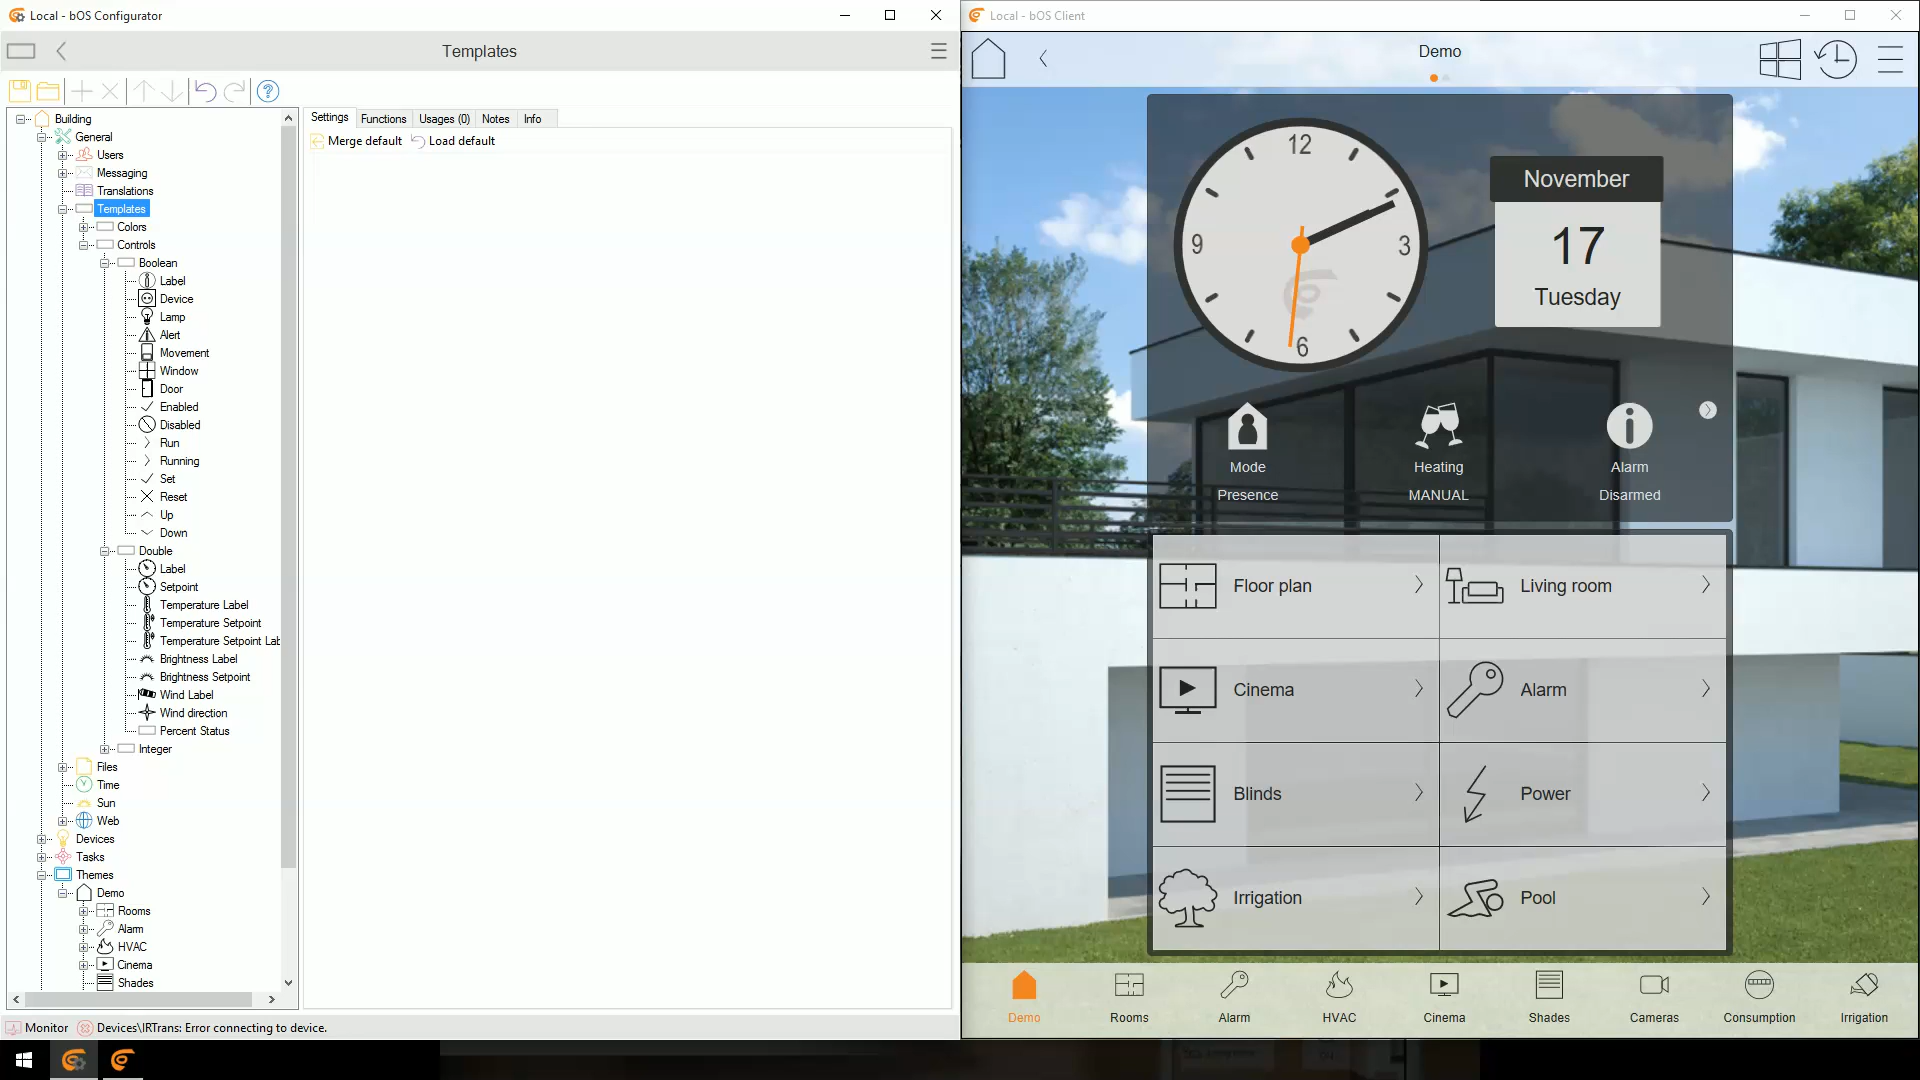 Local - bOS Configurator
Templates
Building
General
Users
Messaging
Translations
Templates
Colors
Controls
Boolean
Label
Device
Lamp
Alert
Movement
Window
Door
Enabled
Disabled
Run
Running
Set
Reset
Up
Down
Double
Label
Setpoint
Temperature Label
Temperature Setpoint
Temperature Setpoint Lab
Brightness Label
Brightness Setpoint
Wind Label
Wind direction
Percent Status
Integer
Files
Time
Sun
Web
Devices
Tasks
Themes
Demo
Rooms
Alarm
HVAC
Cinema
Shades
Settings Functions Usages (0) Notes Info
Merge default Load default
Monitor Devices\IRTrans: Error connecting to device.
Local - bOS Client
Demo
12
9
3
6
November
17
Tuesday
Mode
Presence
Heating
MANUAL
Alarm
Disarmed
Floor plan
Living room
Cinema
Alarm
Blinds
Power
Irrigation
Pool
Demo Rooms Alarm HVAC Cinema Shades Cameras Consumption Irrigation